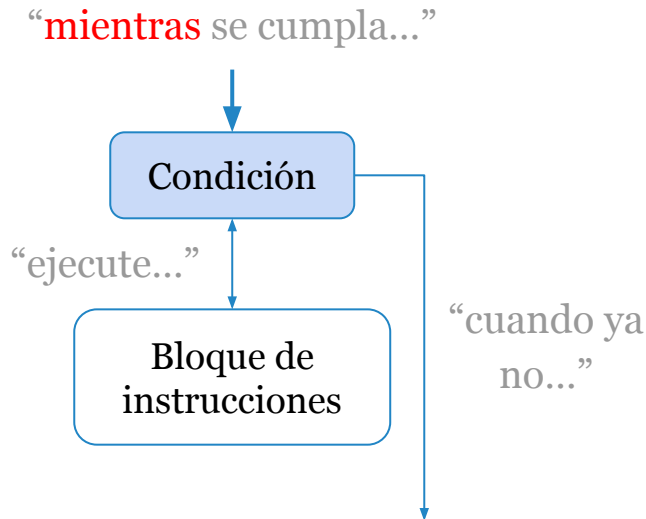 “mientras se cumpla...”
Condición
“ejecute...”
“cuando ya
no...”
Bloque de
instrucciones